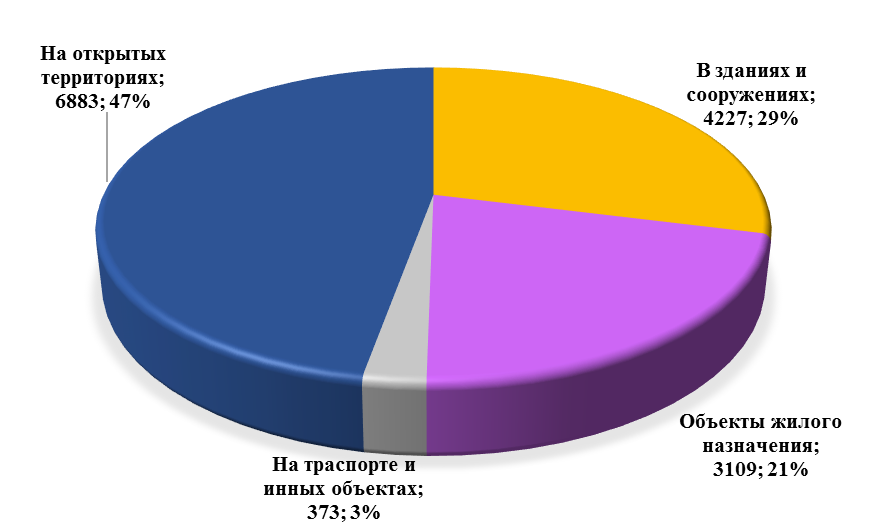 На открытых
территориях;
6883; 47%
В зданиях и
сооружениях;
4227; 29%
Объекты жилого
назначения;
3109; 21%
На траспорте и
инных объектах;
373; 3%